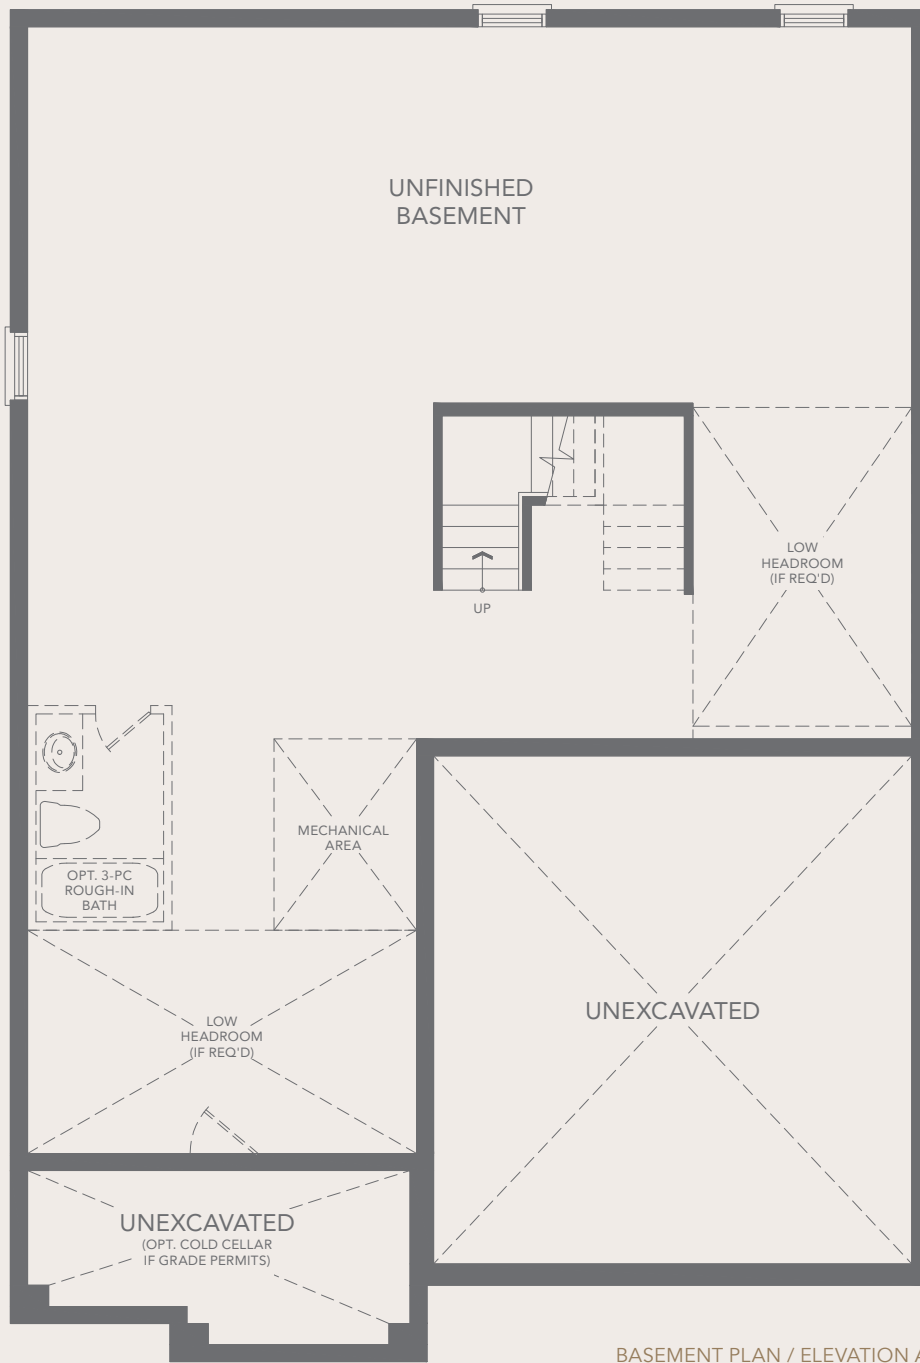 UNFINISHED
BASEMENT
LOW
HEADROOM
(IF REQ'D)
UP
MECHANICAL
AREA
OPT. 3-PC
ROUGH-IN
BATH
UNEXCAVATED
LOW
HEADROOM
(IF REQ'D)
UNEXCAVATED
(OPT. COLD CELLAR
IF GRADE PERMITS)
BASEMENT PLAN / ELEVATION A